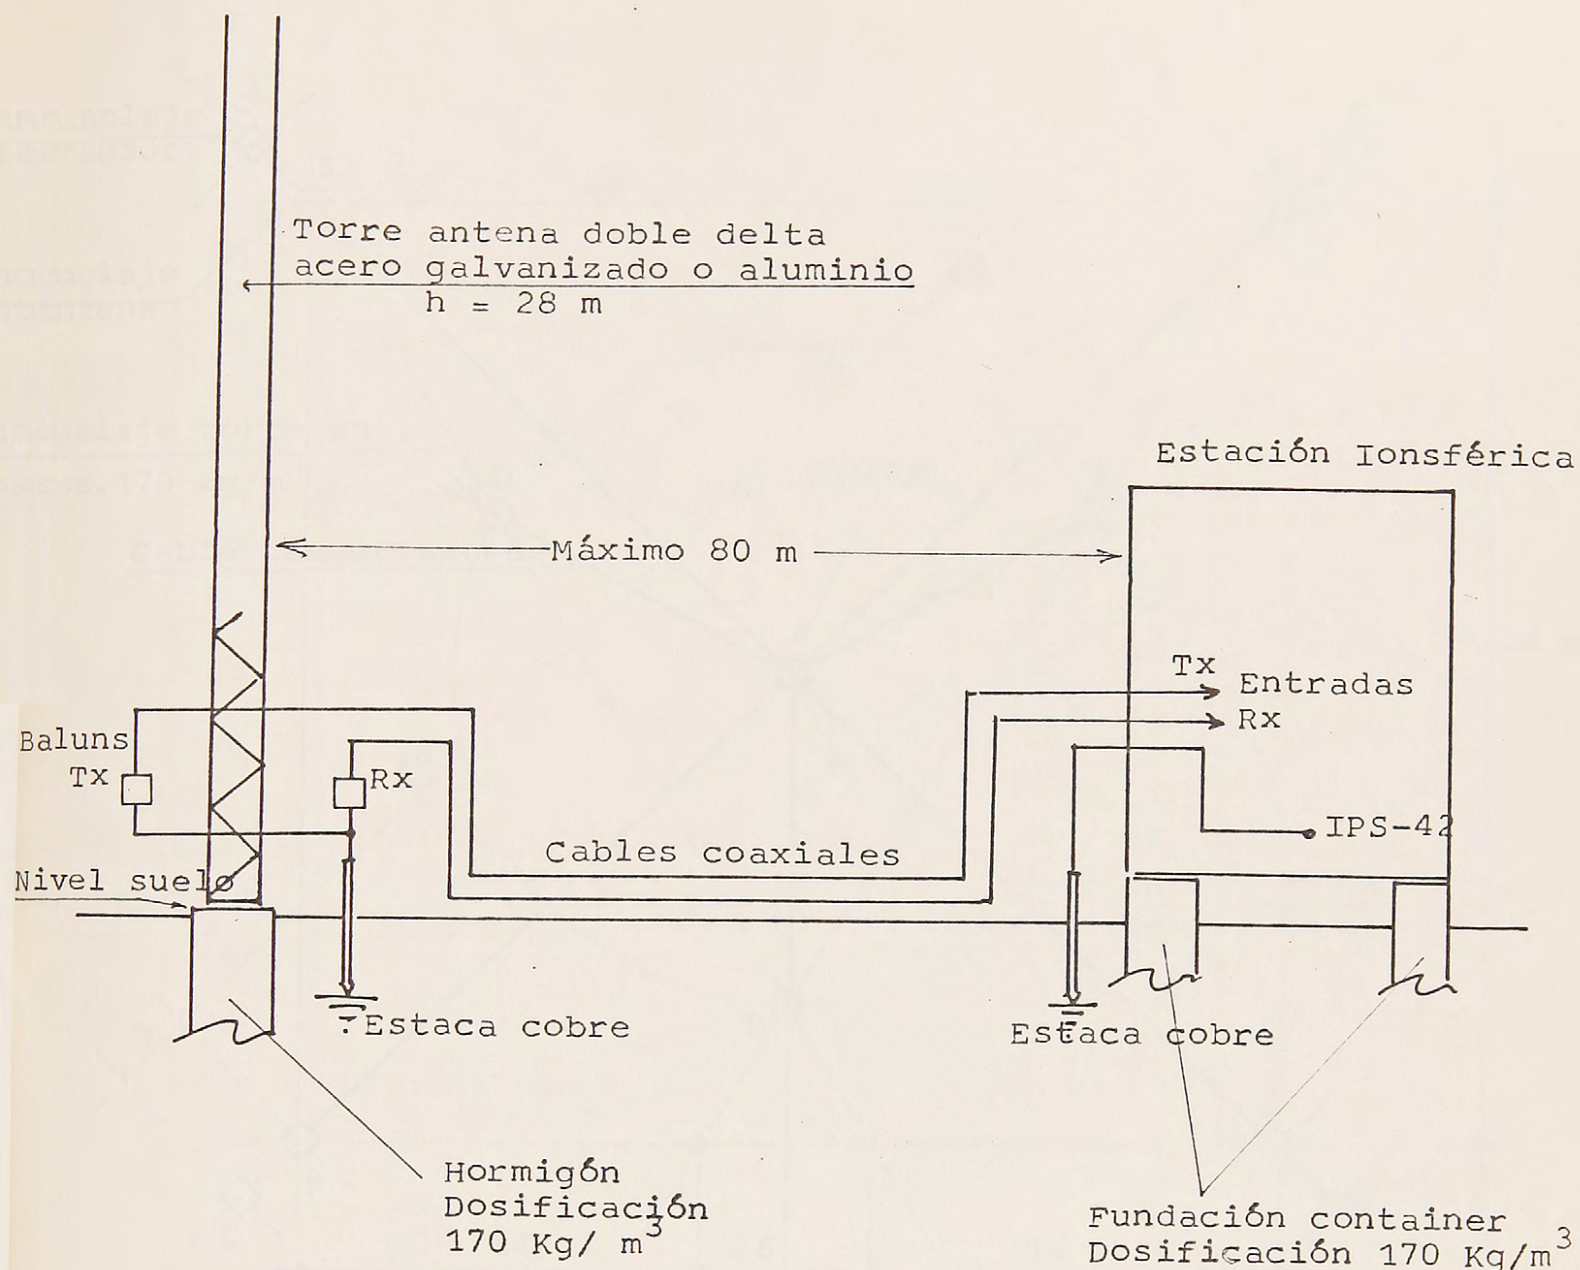 Torre antena doble delta
acero galvanizado o aluminio
h = 28 m
Estación Ionsférica
Máximo 80 m
Tx
Entradas
Rx
Baluns
Tx
Rx
IPS-42
Cables coaxiales
Nivel suelo
Estaca cobre
Estaca cobre
Hormigón
Dosificación
170 Kg/ m³
Fundación container
Dosificación 170 Kg/m³